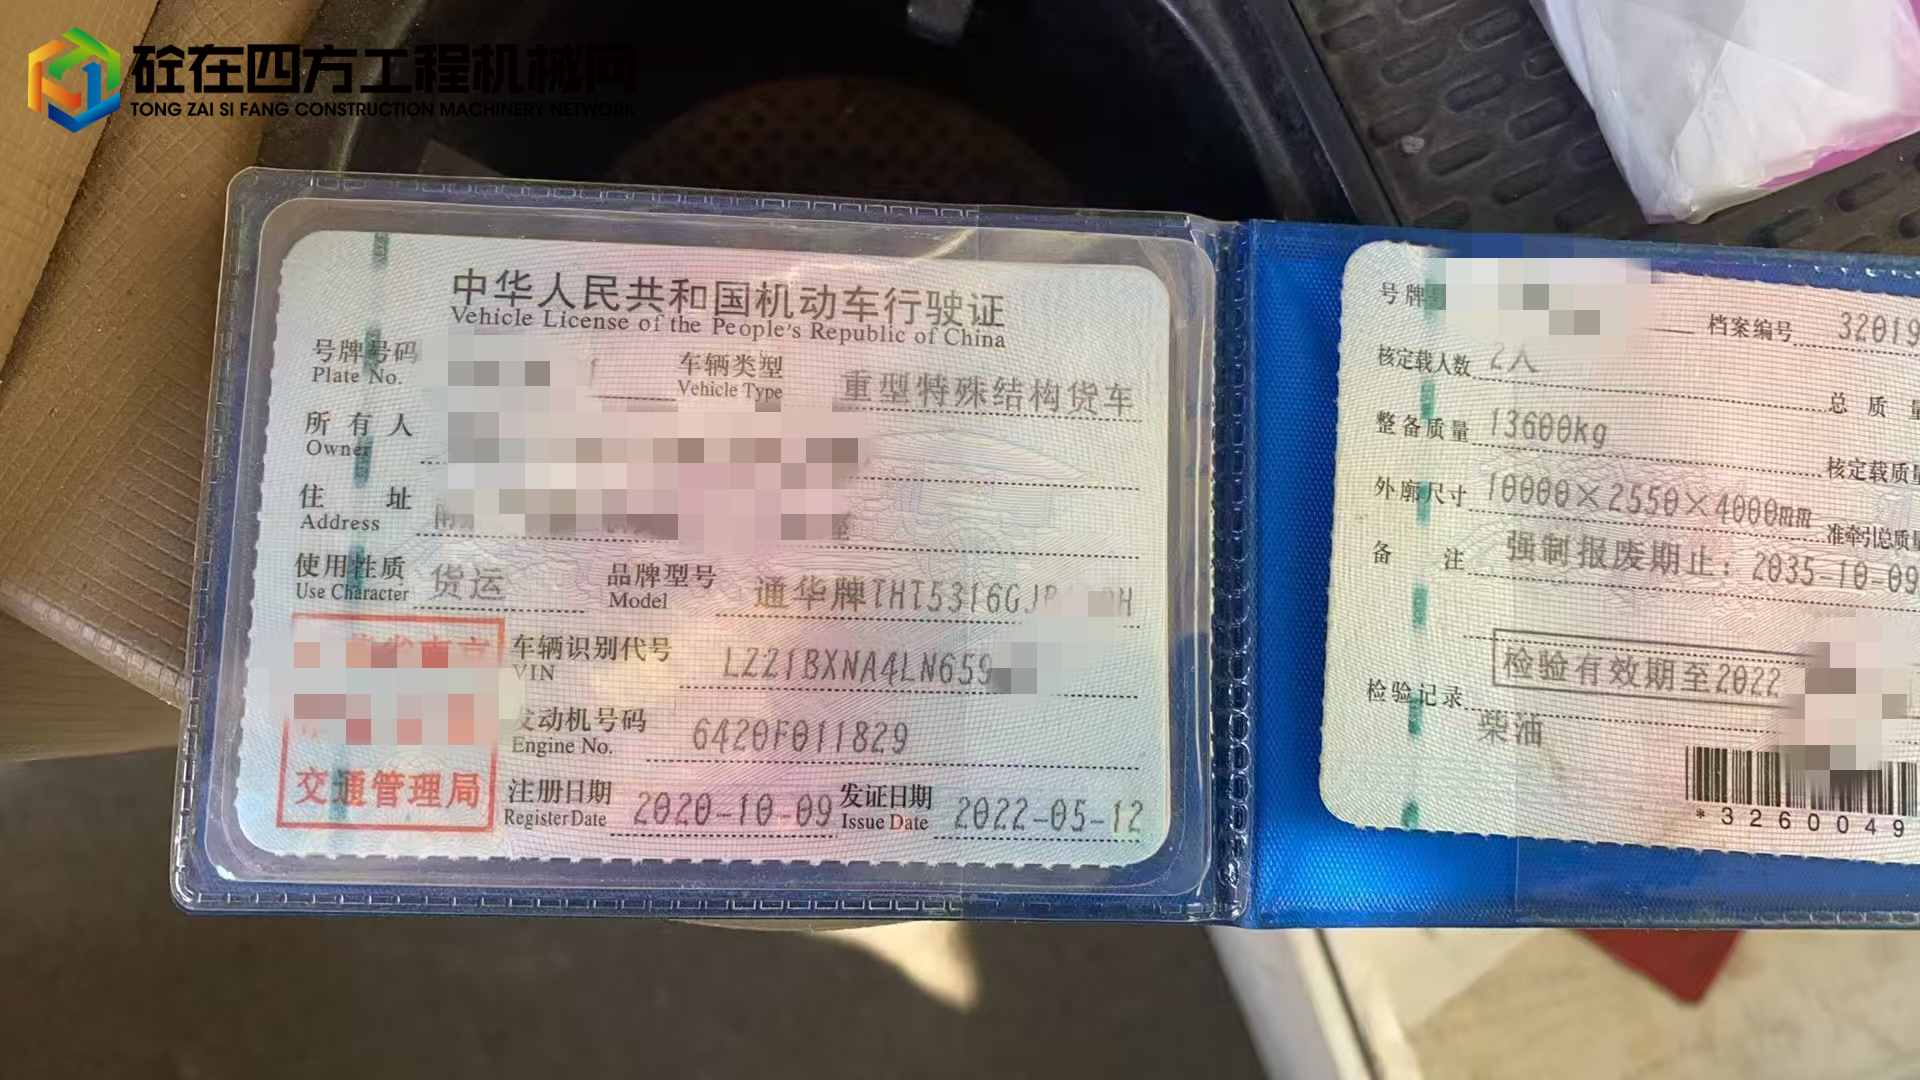 砼在四方工程机械网
TONG ZAI SI FANG CONSTRUCTION MACHINERY NETWORK
中华人民共和国机动车行驶证
Vehicle License of the People's Republic of China
号牌号码
Plate No.
车辆类型
Vehicle Type
重型特殊结构货车
所有人
Owner
住址
Address
使用性质
Use Character
货运
品牌型号
Model
通华牌THT5316GJB
车辆识别代号
VIN
LZZ1BXNA4LN659
发动机号码
Engine No.
6420F011829
交通管理局
注册日期
Register Date
2020-10-09
发证日期
Issue Date
2022-05-12
号牌
档案编号 32019
核定载人数 2人
总质量
整备质量 13600kg
核定载质量
外廓尺寸 10000×2550×4000mm
准牵引总质量
备注 强制报废期止：2035-10-09
检验有效期至2022
检验记录
柴油
*3260049